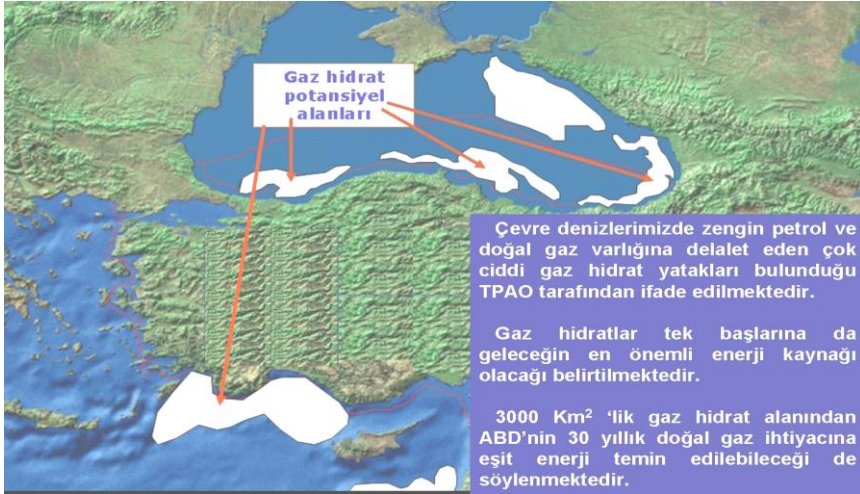 Gaz hidrat
potansiyel
alanları
Çevre denizlerimizde zengin petrol ve
doğal gaz varlığına delalet eden çok
ciddi gaz hidrat yatakları bulunduğu
TPAO tarafından ifade edilmektedir.
Gaz hidratlar tek başlarına da
geleceğin en önemli enerji kaynağı
olacağı belirtilmektedir.
3000 Km² ‘lik gaz hidrat alanından
ABD’nin 30 yıllık doğal gaz ihtiyacına
eşit enerji temin edilebileceği de
söylenmektedir.